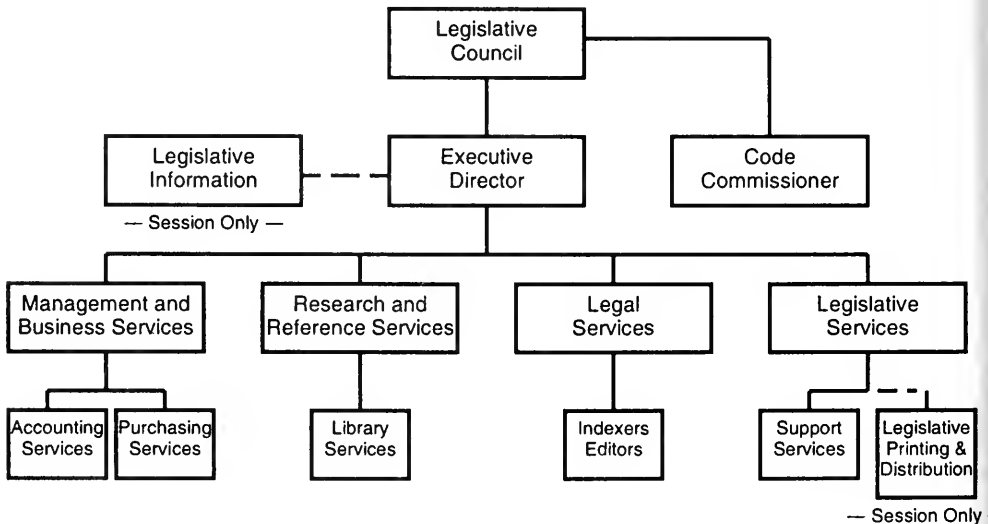 Legislative
Council
Legislative
Information
— Session Only —
Executive
Director
Code
Commissioner
Management and
Business Services
Research and
Reference Services
Legal
Services
Legislative
Services
Accounting
Services
Purchasing
Services
Library
Services
Indexers
Editors
Support
Services
Legislative
Printing &
Distribution
— Session Only